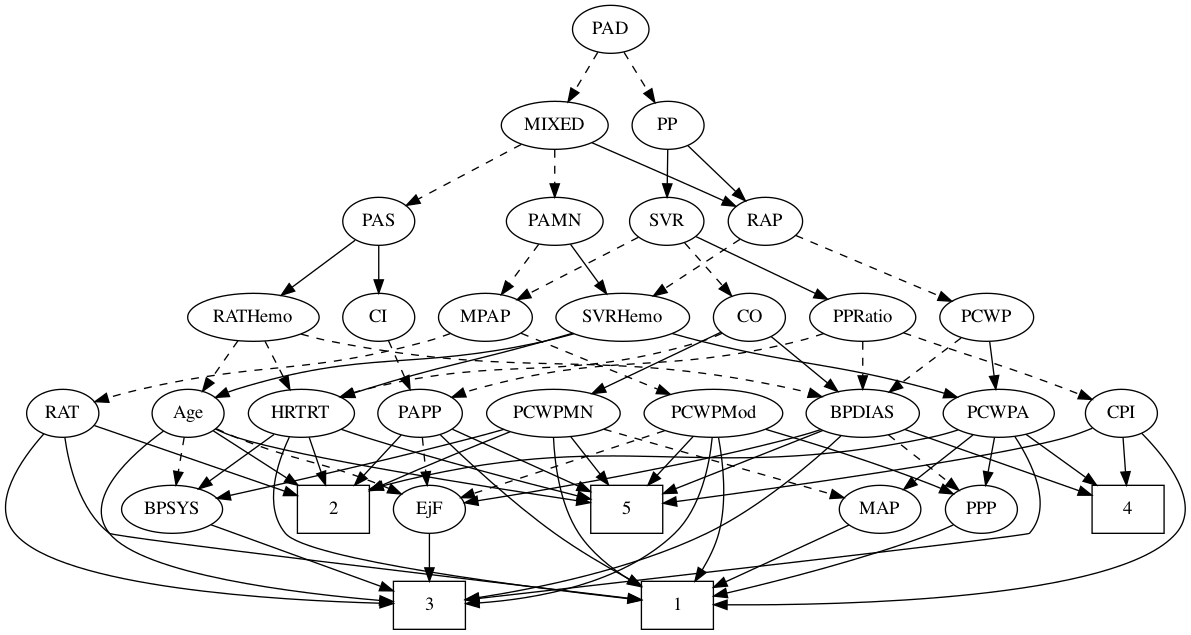 PAD
MIXED
PP
PAS
PAMN
SVR
RAP
RATHemo
CI
MPAP
SVRHemo
CO
PPRatio
PCWP
RAT
Age
HRTRT
PAPP
PCWPMN
PCWPMod
BPDIAS
PCWPA
CPI
BPSYS
2
EjF
5
MAP
PPP
4
3
1